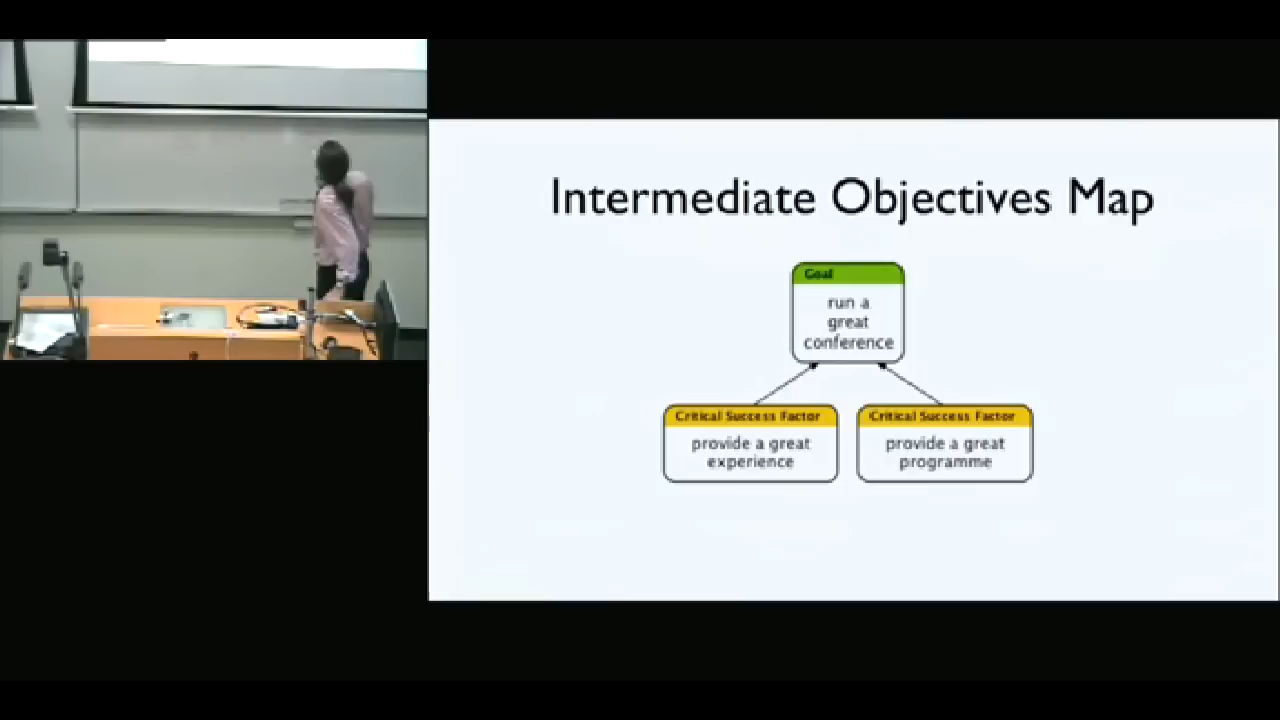 Intermediate Objectives Map
Goal
run a
great
conference
Critical Success Factor
provide a great
experience
Critical Success Factor
provide a great
programme